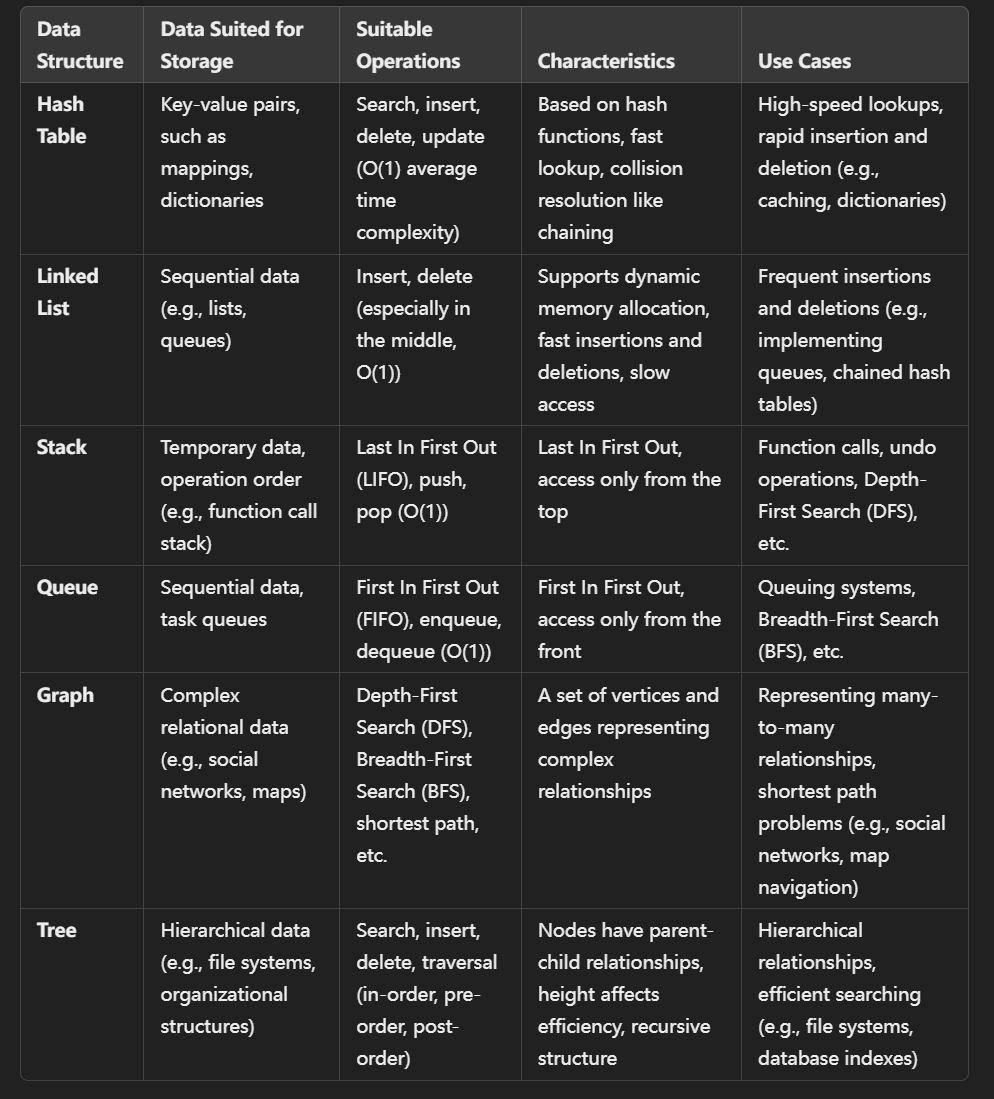 Data
Structure
Data Suited for
Storage
Suitable
Operations
Characteristics
Use Cases
Hash
Table
Key-value pairs,
such as
mappings,
dictionaries
Search, insert,
delete, update
(O(1) average
time
complexity)
Based on hash
functions, fast
lookup, collision
resolution like
chaining
High-speed lookups,
rapid insertion and
deletion (e.g.,
caching, dictionaries)
Linked
List
Sequential data
(e.g., lists,
queues)
Insert, delete
(especially in
the middle,
O(1))
Supports dynamic
memory allocation,
fast insertions and
deletions, slow
access
Frequent insertions
and deletions (e.g.,
implementing
queues, chained hash
tables)
Stack
Temporary data,
operation order
(e.g., function call
stack)
Last In First Out
(LIFO), push,
pop (O(1))
Last In First Out,
access only from the
top
Function calls, undo
operations, Depth-
First Search (DFS),
etc.
Queue
Sequential data,
task queues
First In First Out
(FIFO), enqueue,
dequeue (O(1))
First In First Out,
access only from the
front
Queuing systems,
Breadth-First Search
(BFS), etc.
Graph
Complex
relational data
(e.g., social
networks, maps)
Depth-First
Search (DFS),
Breadth-First
Search (BFS),
shortest path,
etc.
A set of vertices and
edges representing
complex
relationships
Representing many-
to-many
relationships,
shortest path
problems (e.g., social
networks, map
navigation)
Tree
Hierarchical data
(e.g., file systems,
organizational
structures)
Search, insert,
delete, traversal
(in-order, pre-
order, post-
order)
Nodes have parent-
child relationships,
height affects
efficiency, recursive
structure
Hierarchical
relationships,
efficient searching
(e.g., file systems,
database indexes)